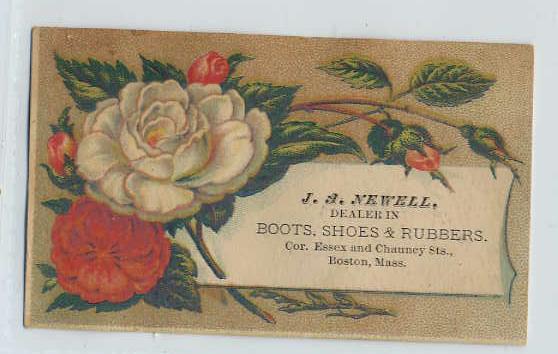 J. A. NEWELL,
DEALER IN
BOOTS, SHOES & RUBBERS.
Cor. Essex and Chauncy Sts.,
Boston, Mass.